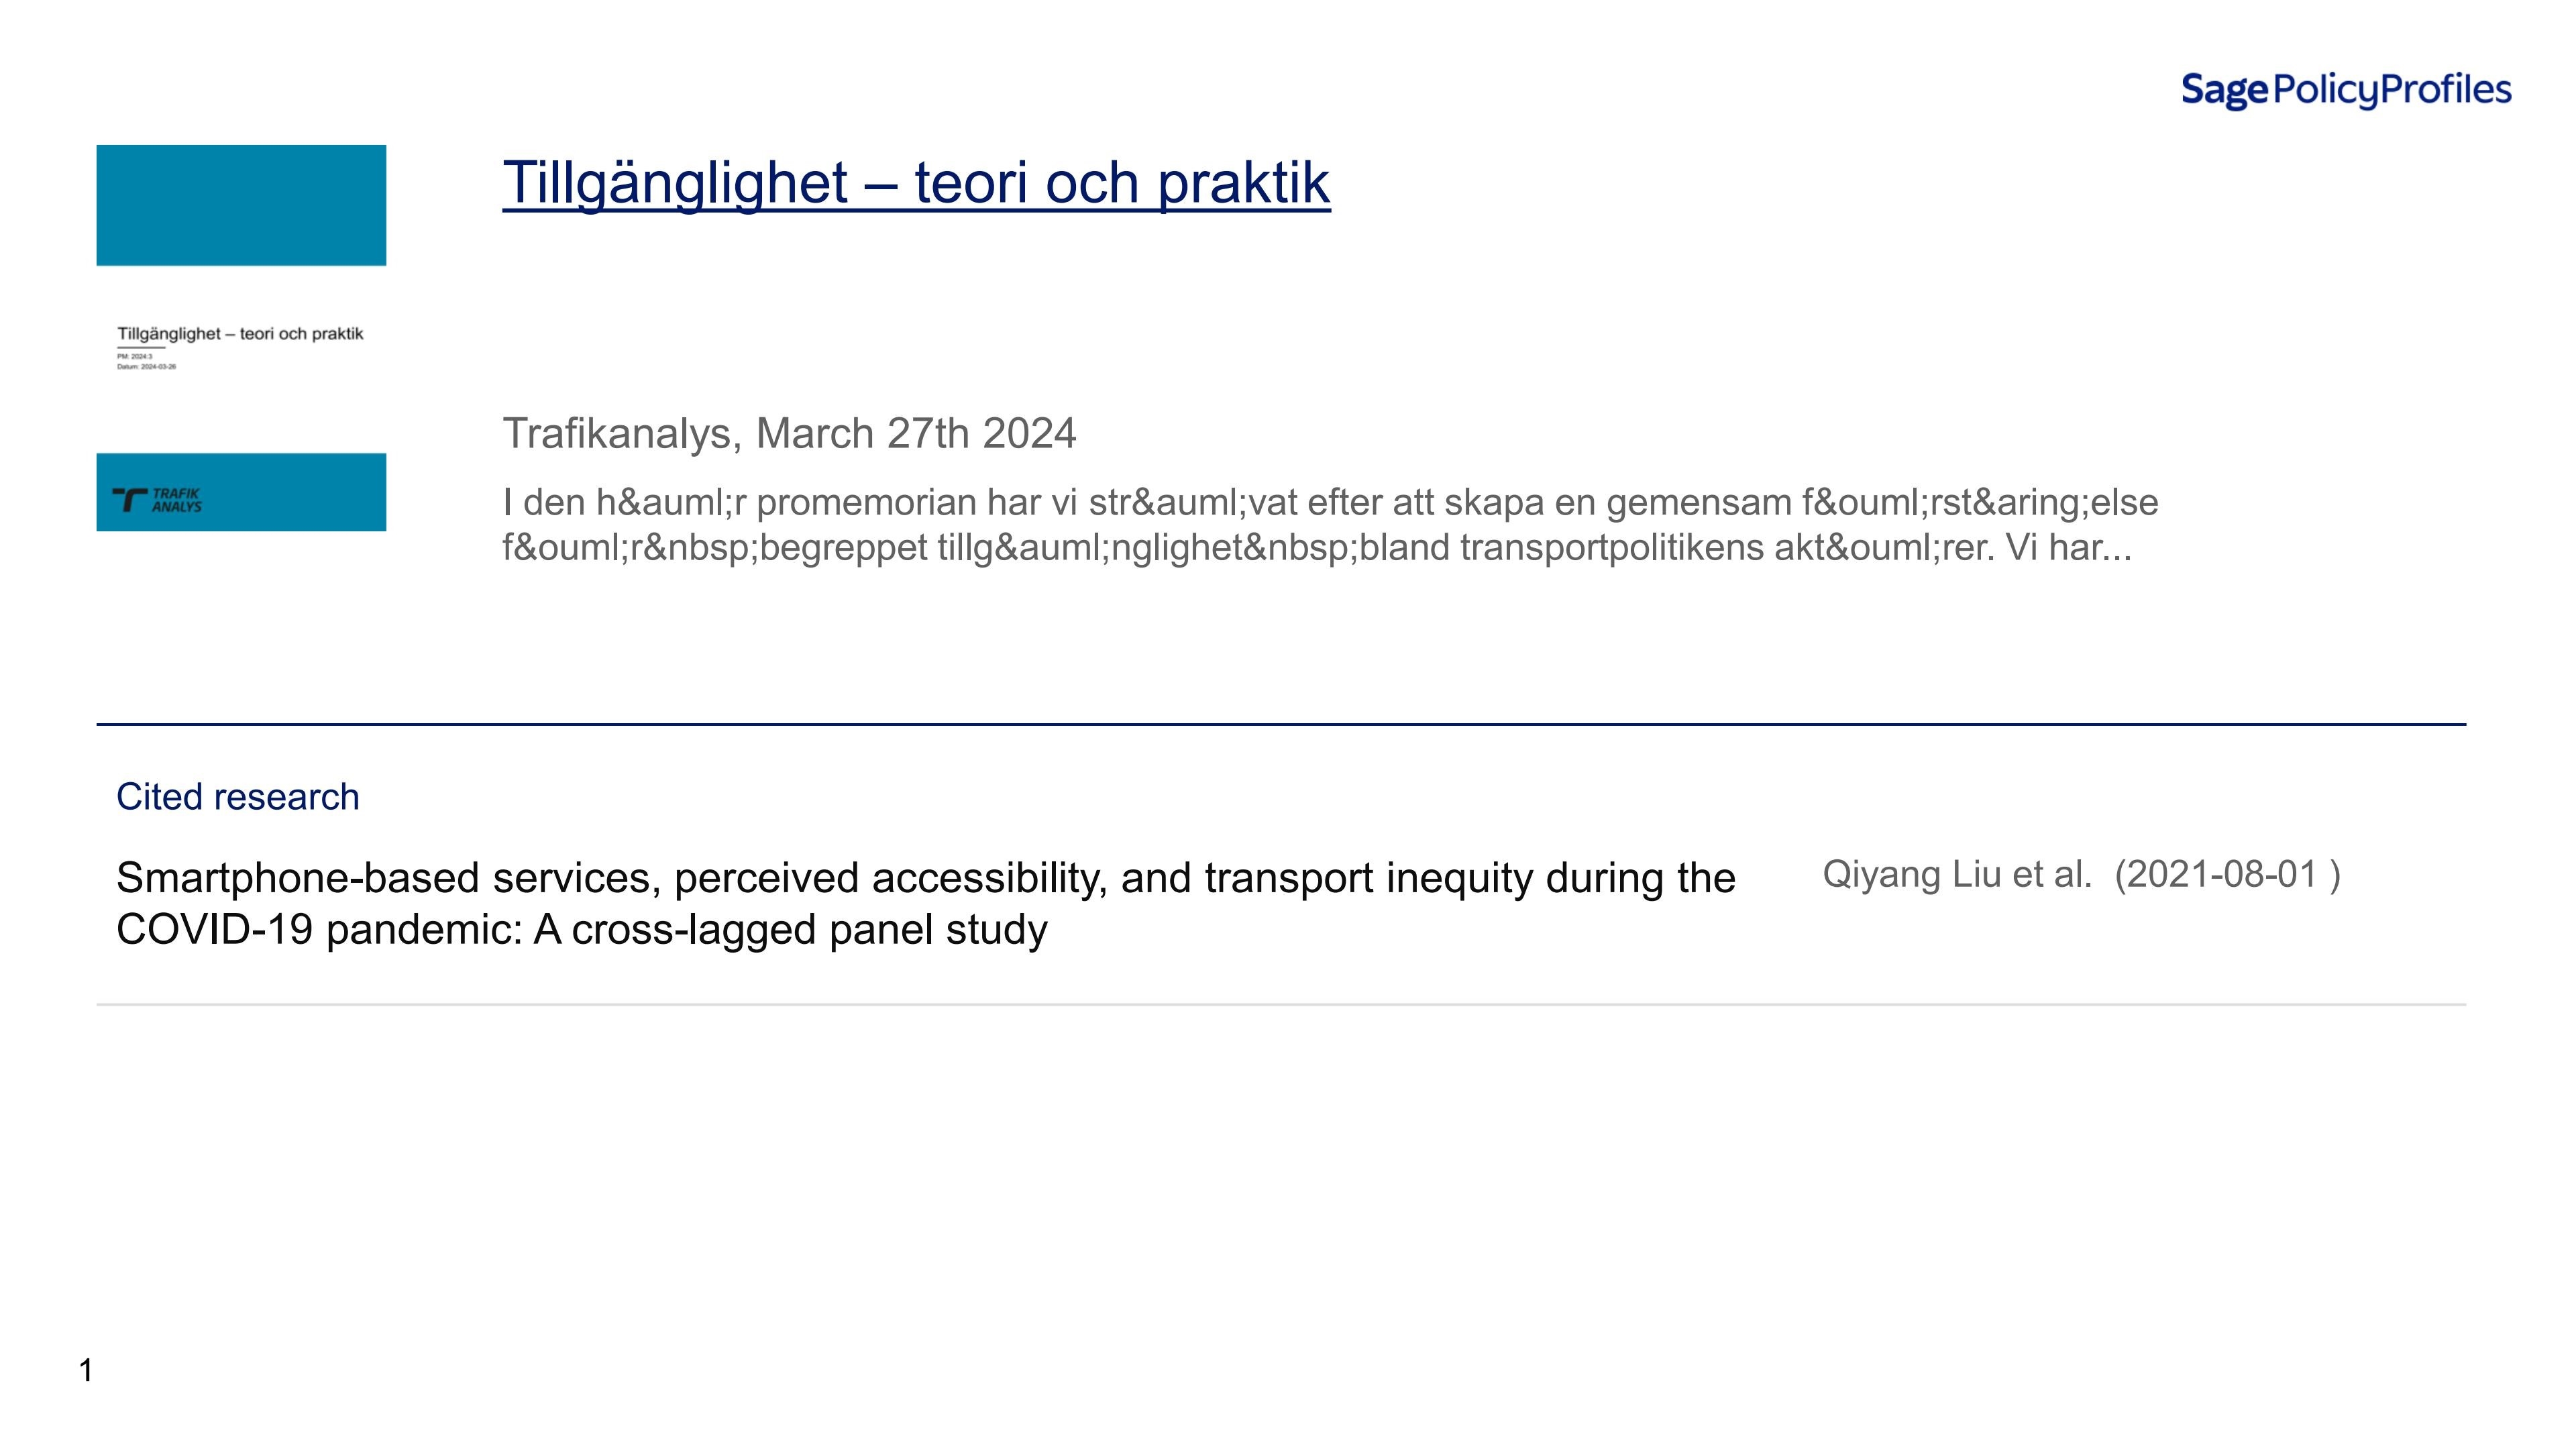 SagePolicyProfiles
Tillgänglighet – teori och praktik
Tillgänglighet – teori och praktik
PM: 2024:3
Datum: 2024-03-26
Trafikanalys, March 27th 2024
TRAFIK
ANALYS
I den h&auml;r promemorian har vi str&auml;vat efter att skapa en gemensam f&ouml;rst&aring;else
f&ouml;r&nbsp;begreppet tillg&auml;nglighet&nbsp;bland transportpolitikens akt&ouml;rer. Vi har...
Cited research
Smartphone-based services, perceived accessibility, and transport inequity during the
COVID-19 pandemic: A cross-lagged panel study
Qiyang Liu et al.  (2021-08-01 )
1